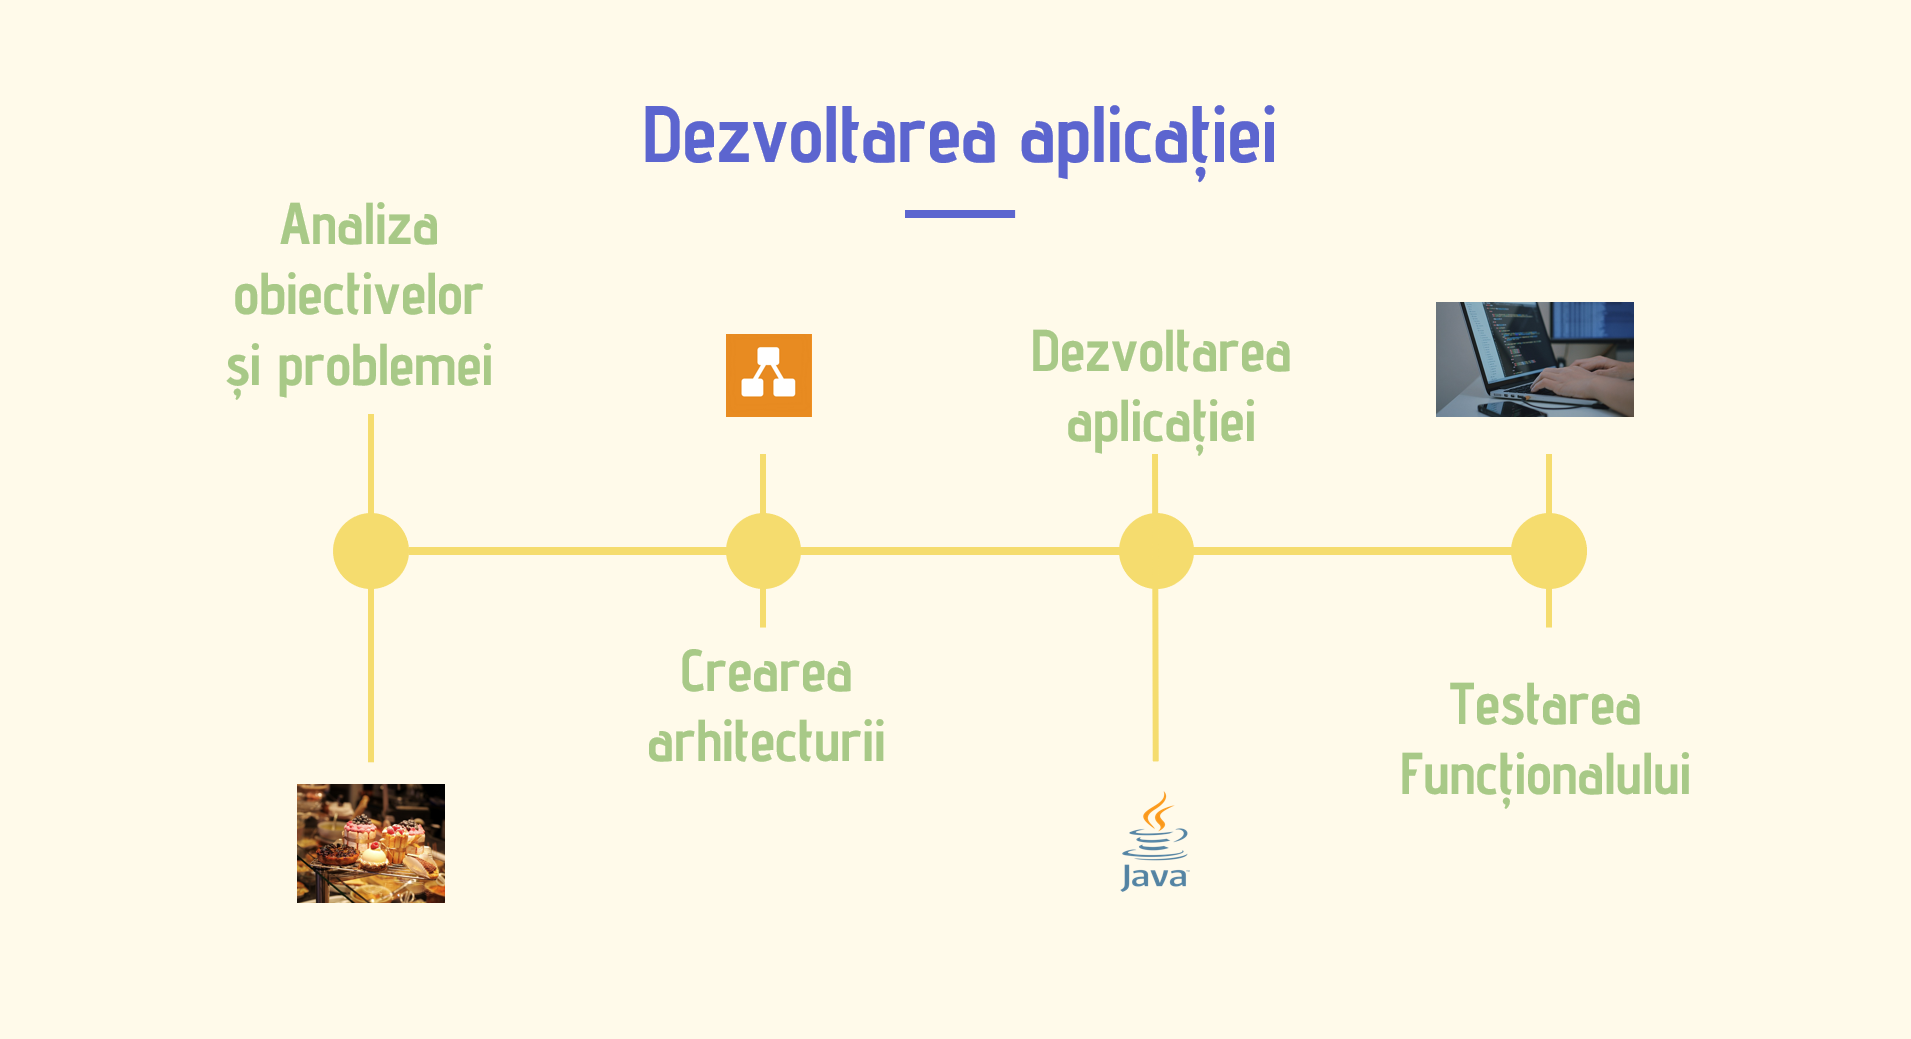 Dezvoltarea aplicației
Analiza
obiectivelor
și problemei
Crearea
arhitecturii
Dezvoltarea
aplicației
Java
Testarea
Funcționalului